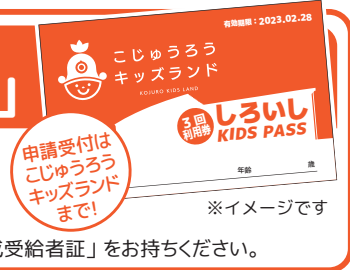 有効期限：2023.02.28
こじゅうろう
キッズランド
KOJURO KIDS LAND
3回
利用券
しろいし
KIDS PASS
年齢 歳
申請受付は
こじゅうろう
キッズランド
まで!
※イメージです
受給者証」をお持ちください。